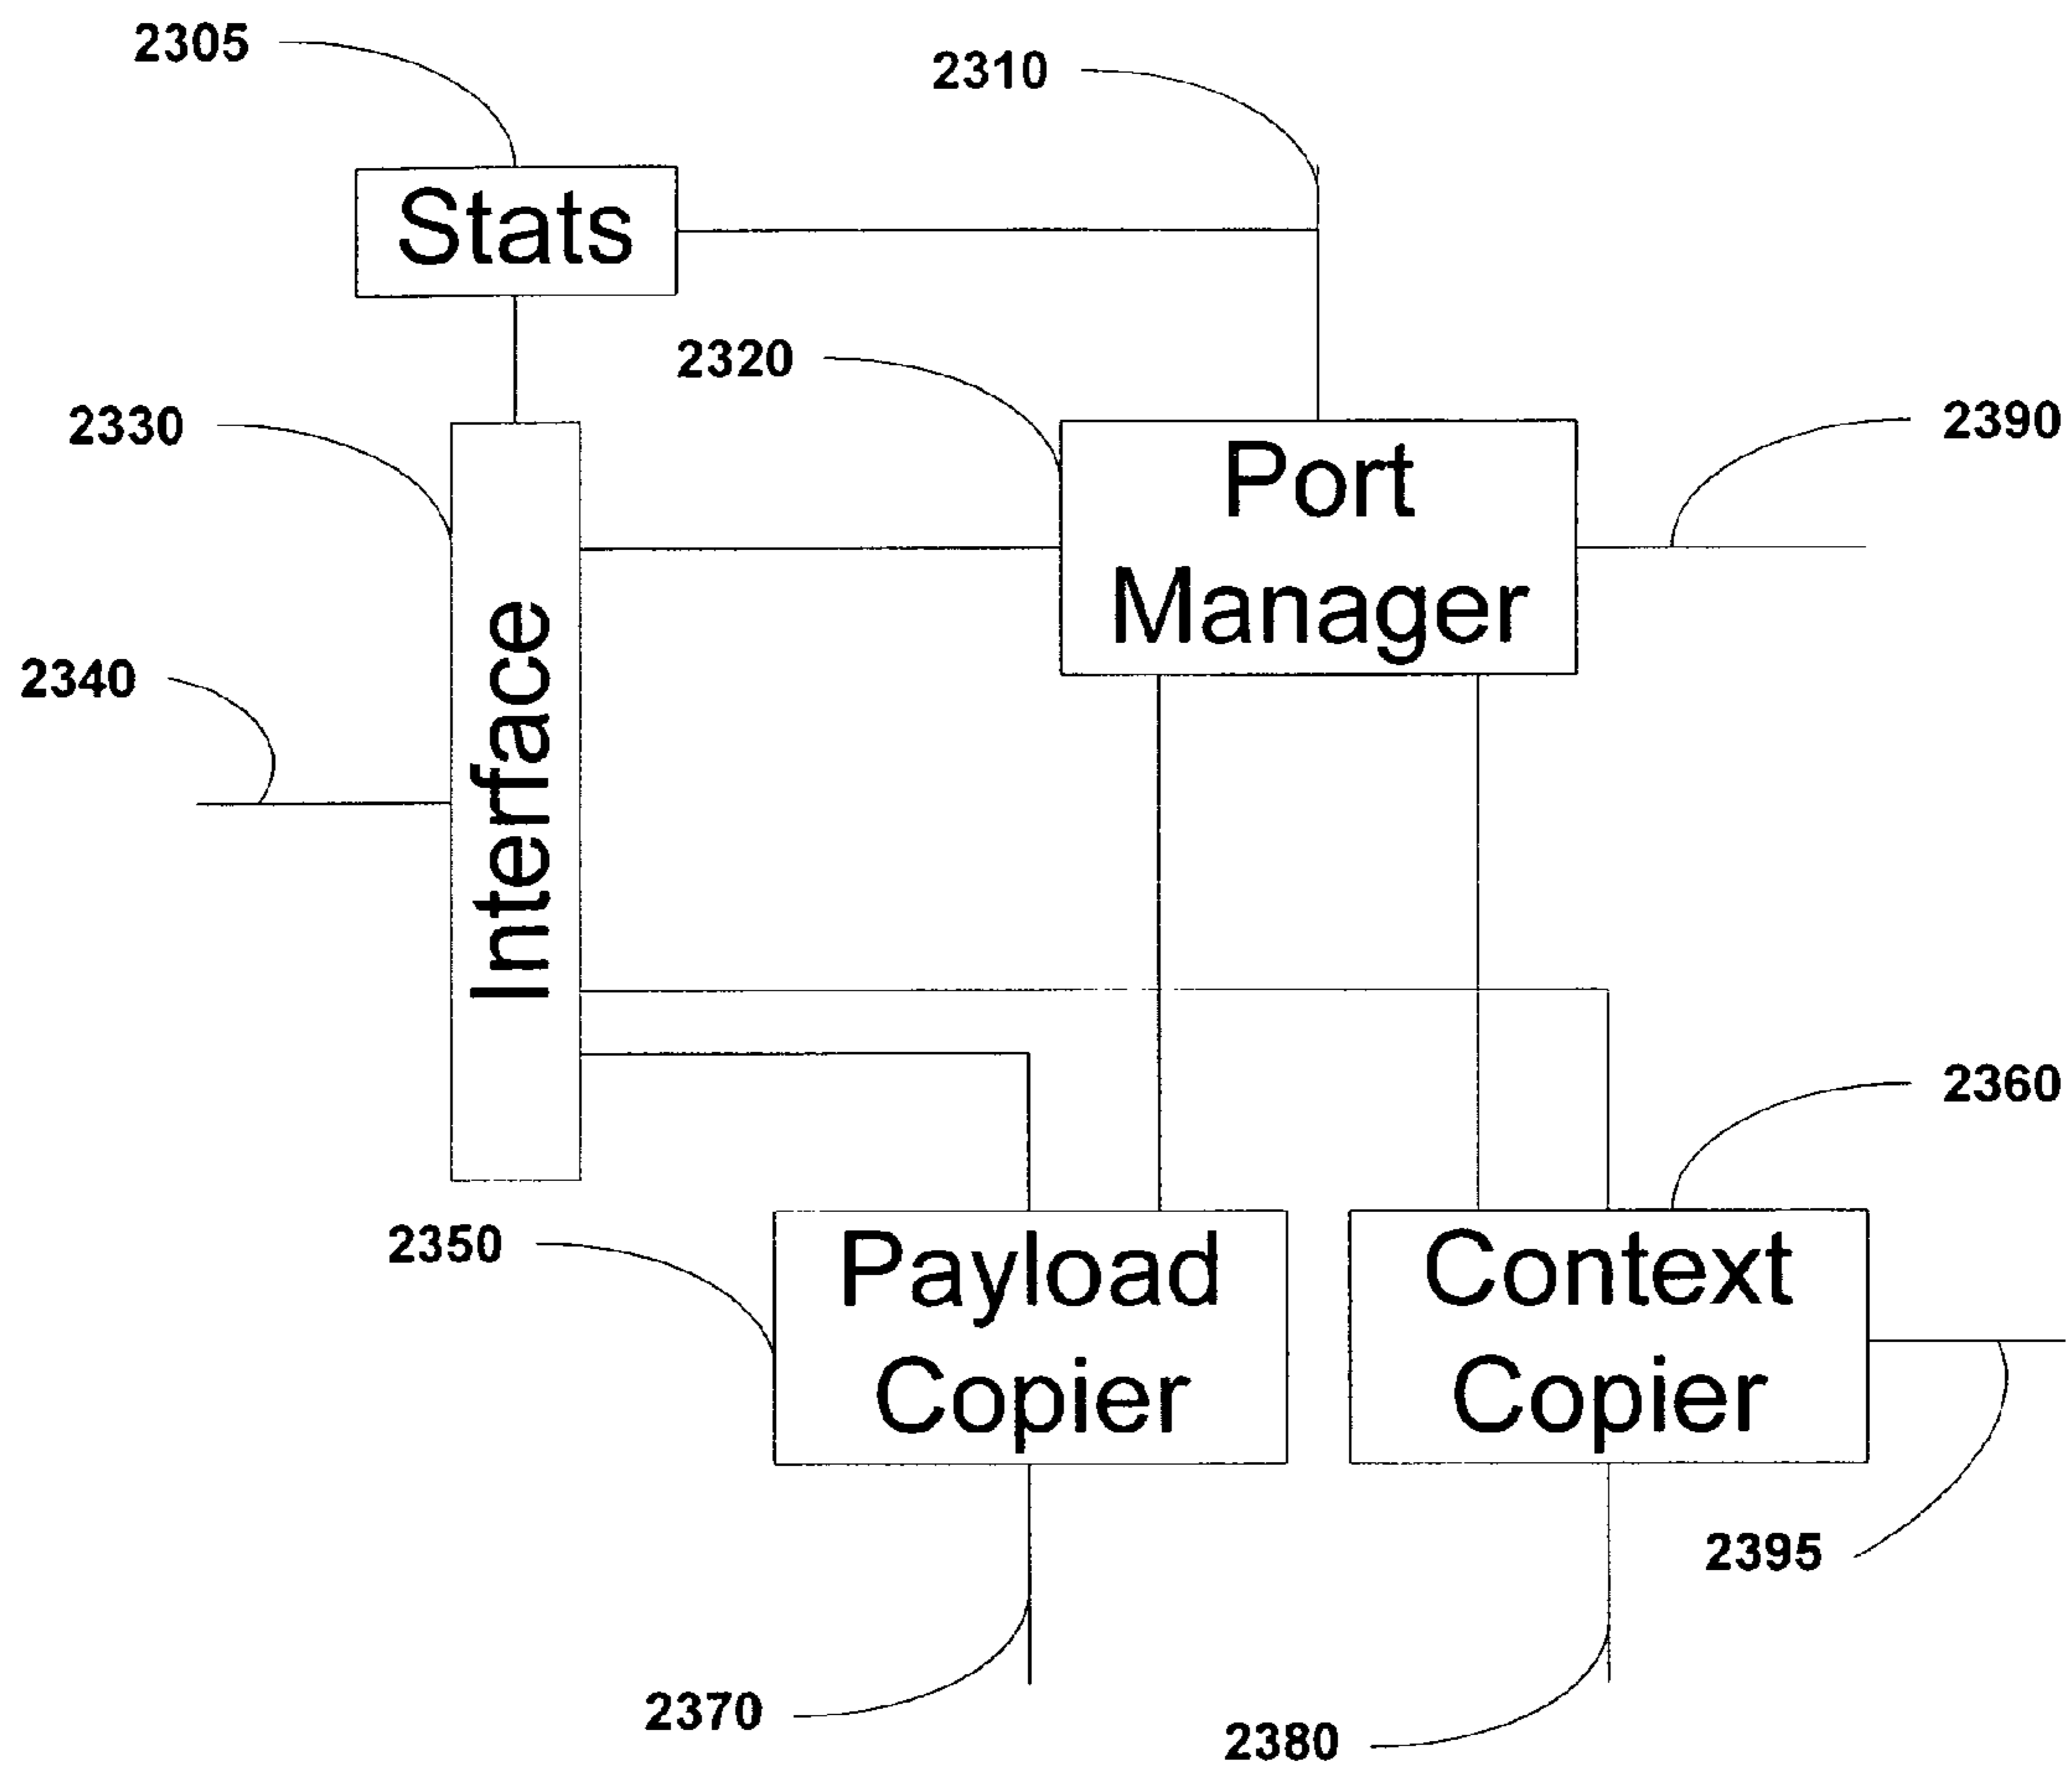 2305
2310
Stats
2320
2330
2390
Port
Manager
Interface
2340
2360
2350
Payload
Copier
Context
Copier
2395
2370
2380